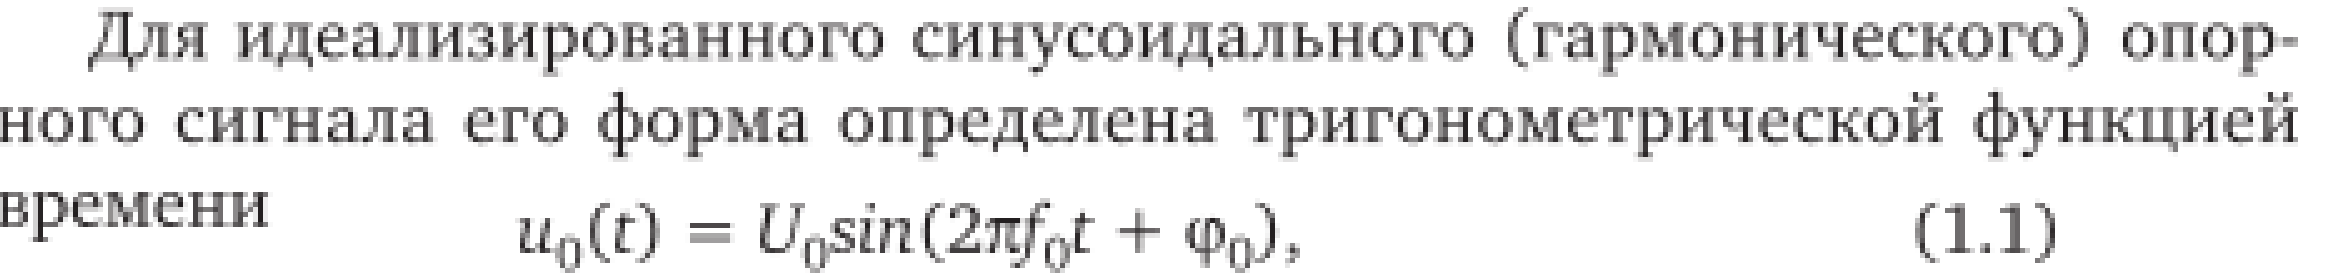 Для идеализированного синусоидального (гармонического) опор-
ного сигнала его форма определена тригонометрической функцией
времени
u₀(t) = U₀sin(2πf₀t + φ₀), (1.1)